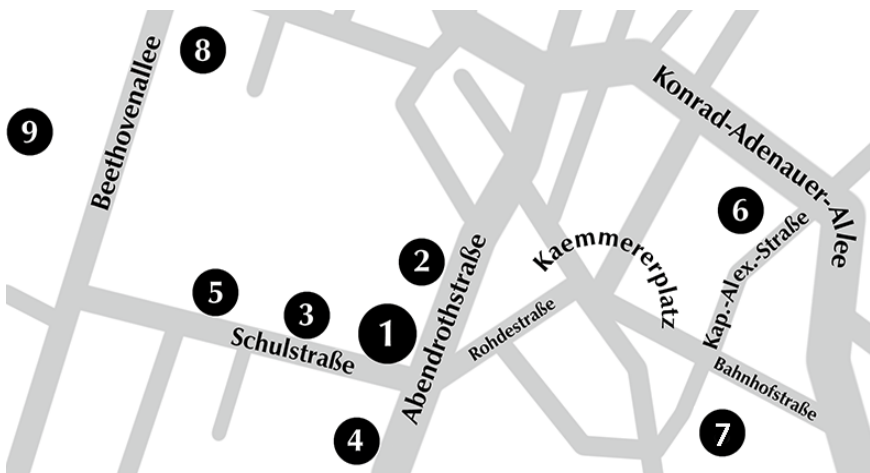 8
Beethovenallee
9
Konrad-Adenauer-Allee
6
Kaemmererplatz
2
Abendrothstraße
Kap.-Alex.-Straße
5
3
1
Schulstraße
Rohdestraße
Bahnhofstraße
4
7